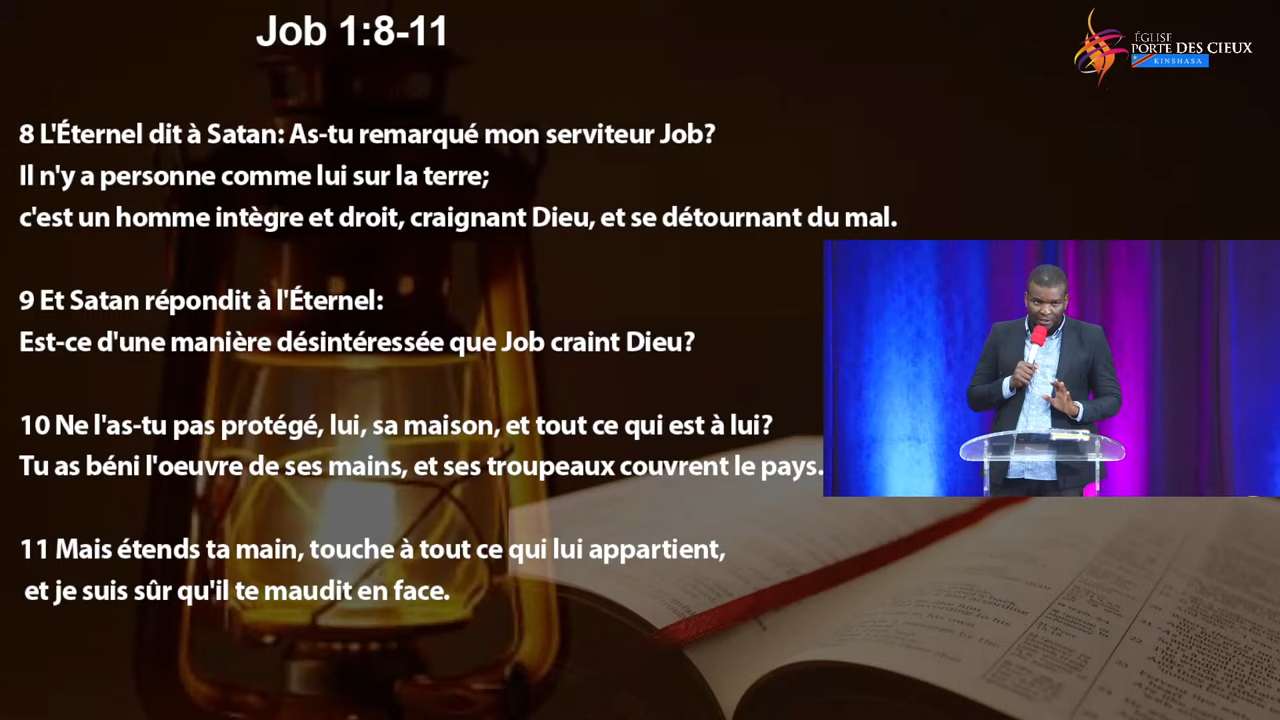 Job 1:8-11
ÉGLISE
PORTE DES CIEUX
KINSHASA
8 L'Éternel dit à Satan: As-tu remarqué mon serviteur Job?
Il n'y a personne comme lui sur la terre;
c'est un homme intègre et droit, craignant Dieu, et se détournant du mal.
9 Et Satan répondit à l'Éternel:
Est-ce d'une manière désintéressée que Job craint Dieu?
10 Ne l'as-tu pas protégé, lui, sa maison, et tout ce qui est à lui?
Tu as béni l'oeuvre de ses mains, et ses troupeaux couvrent le pays.
11 Mais étends ta main, touche à tout ce qui lui appartient,
et je suis sûr qu'il te maudit en face.